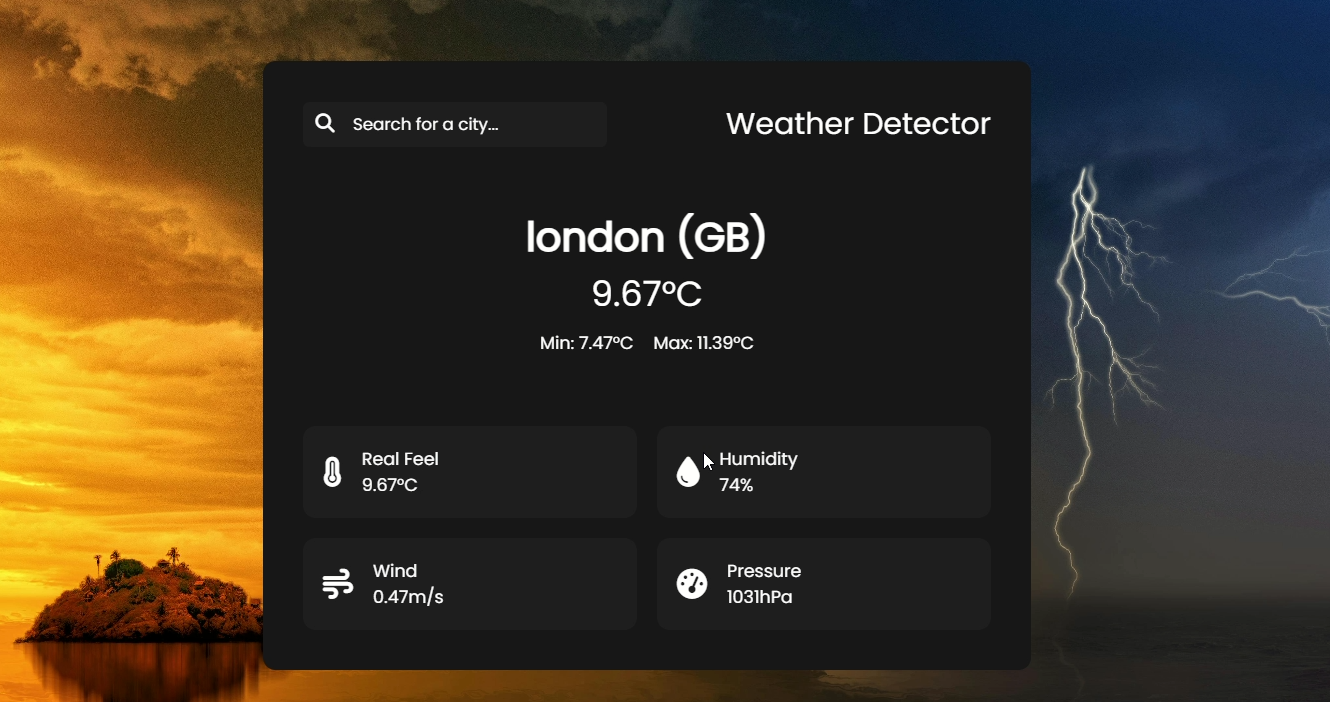 Search for a city...
Weather Detector
london (GB)
9.67°C
Min: 7.47°C Max: 11.39°C
Real Feel
9.67°C
Humidity
74%
Wind
0.47m/s
Pressure
1031hPa